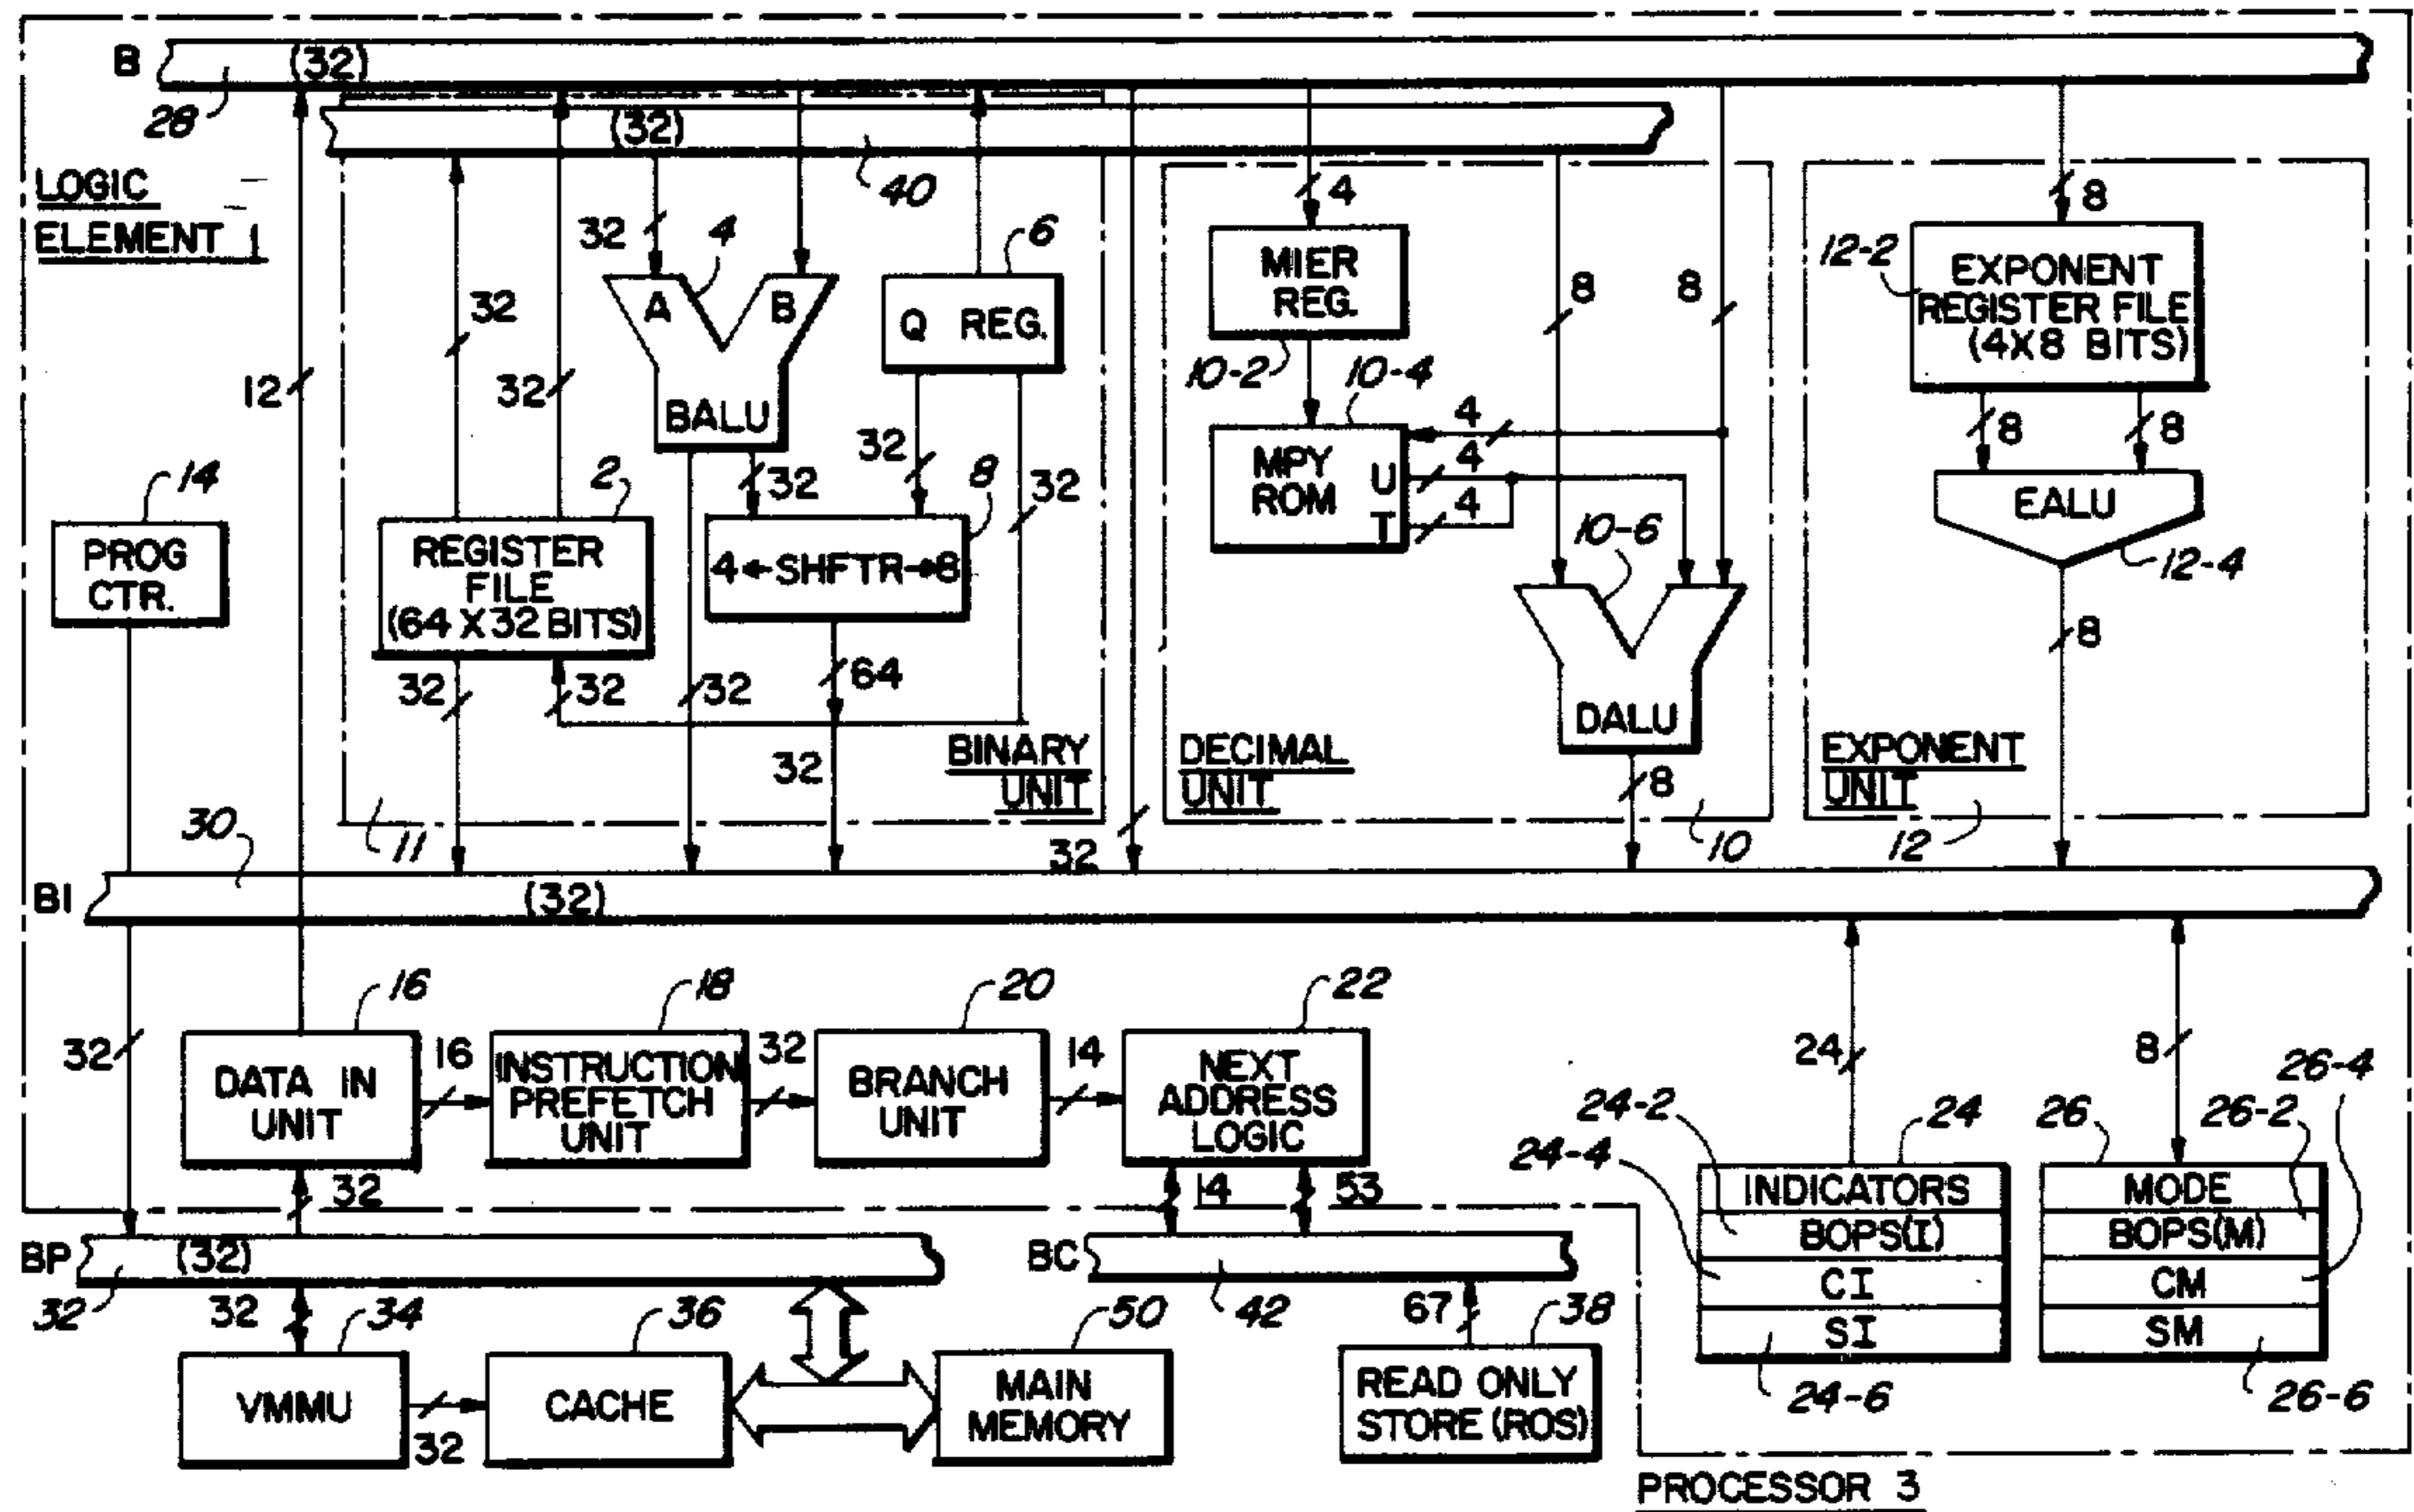 B (32)
28
(32)
40
LOGIC
ELEMENT 1
32
4
6
4
8
12-2
MIER
REG.
10-2
10-4
EXPONENT
REGISTER FILE
(4X8 BITS)
32
A B
Q REG.
8
8
12
32
BALU
32
32
8
32
32
4
4
4
MPY
ROM
U
T
8
8
EALU
12-4
14
PROG
CTR.
2
REGISTER
FILE
(64 X 32 BITS)
4←SHFTR→8
10-6
32
32
32
64
8
DALU
32
BINARY
UNIT
DECIMAL
UNIT
8
EXPONENT
UNIT
30
11
32
10
12
BI
(32)
16
18
20
22
32
DATA IN
UNIT
16
INSTRUCTION
PREFETCH
UNIT
32
BRANCH
UNIT
14
NEXT
ADDRESS
LOGIC
24
8
26-4
24-2
24
26
26-2
24-4
32
14
53
INDICATORS
BOPS(I)
CI
SI
24-6
MODE
BOPS(M)
CM
SM
26-6
BP
(32)
32
BC
42
32
34
36
50
67
38
VMMU
32
CACHE
MAIN
MEMORY
READ ONLY
STORE (ROS)
PROCESSOR 3